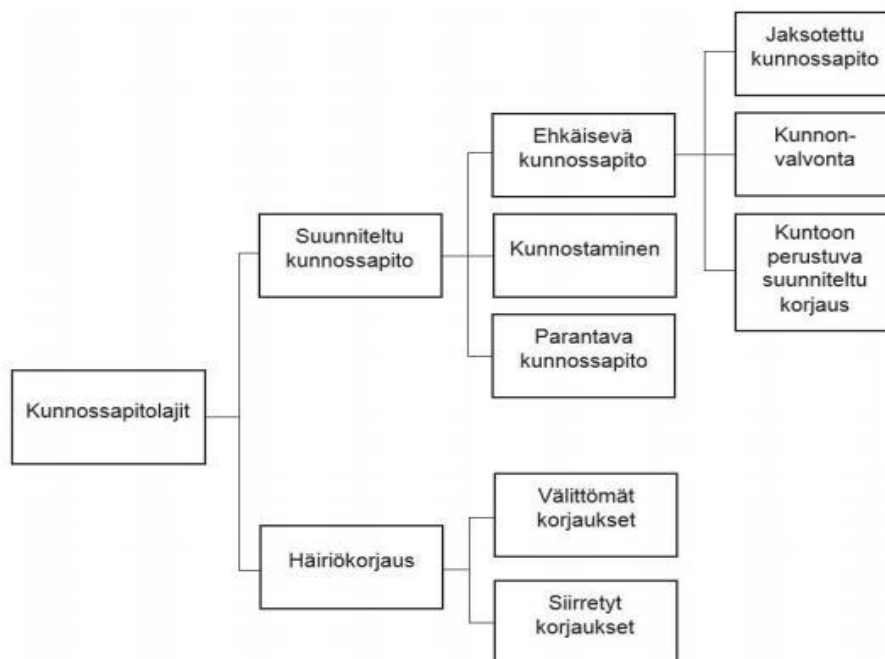 Jaksotettu
kunnossapito
Ehkäisevä
kunnossapito
Kunnon-
valvonta
Suunniteltu
kunnossapito
Kunnostaminen
Kuntoon
perustuva
suunniteltu
korjaus
Parantava
kunnossapito
Kunnossapitolajit
Välittömät
korjaukset
Häiriökorjaus
Siirretyt
korjaukset